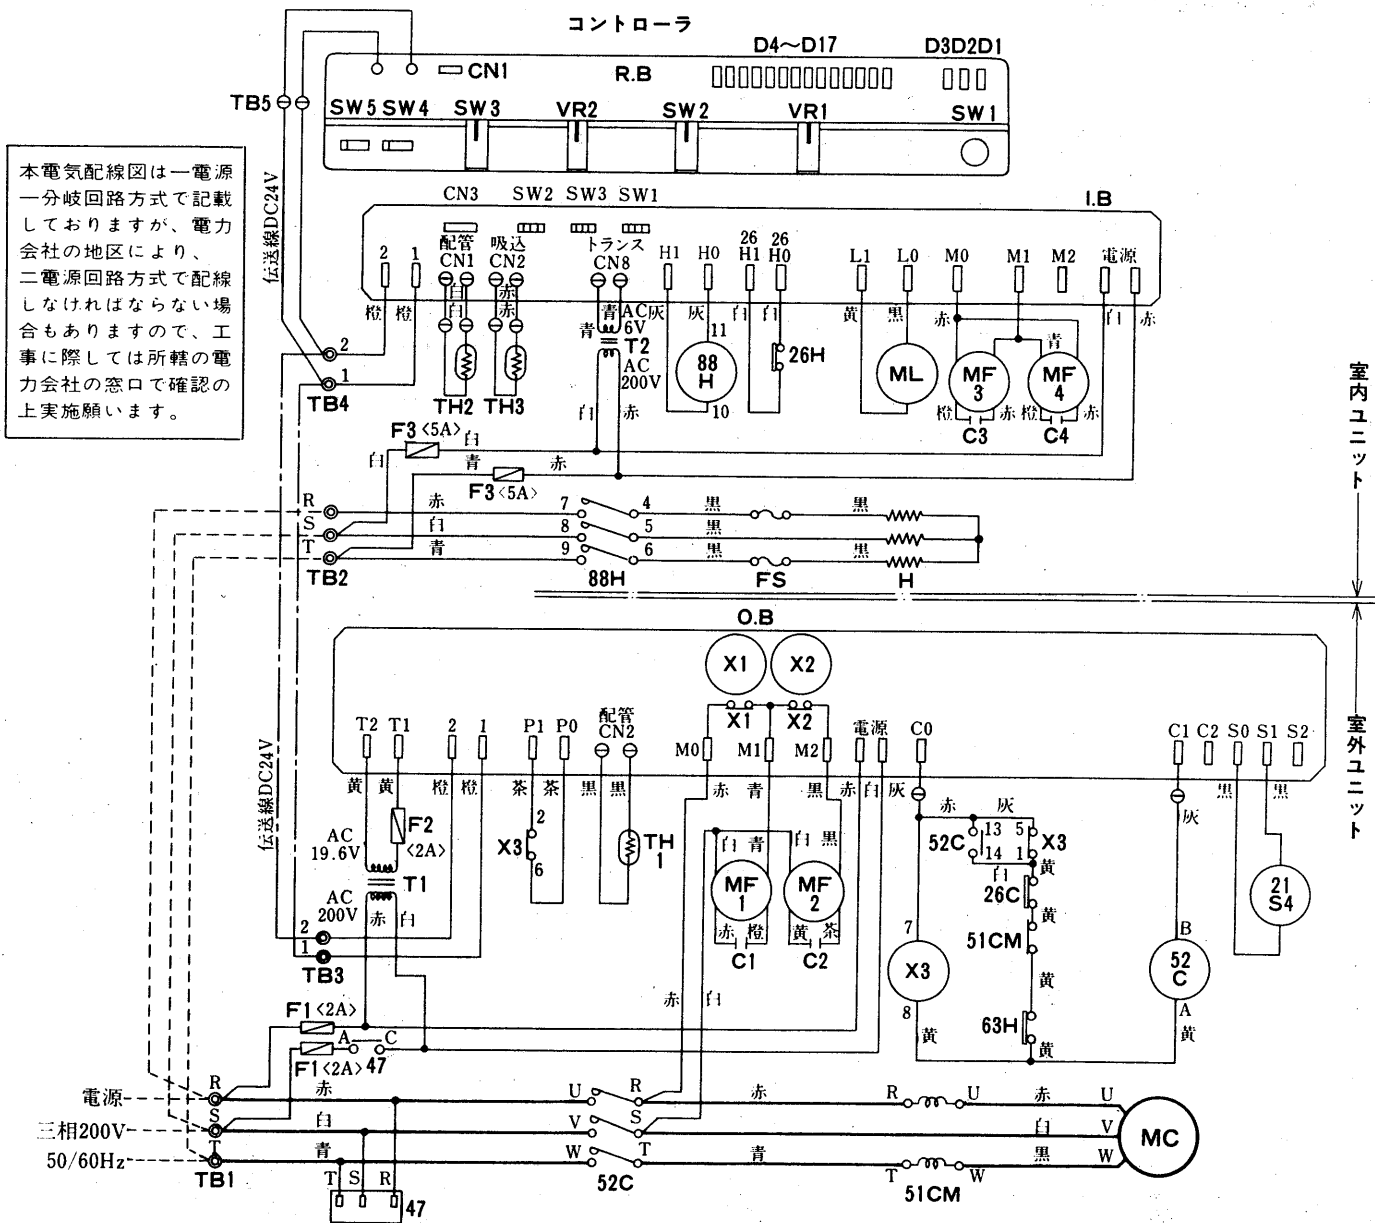 コントローラ
D4～D17 D3D2D1
CN1 R.B
TB5
SW5 SW4 SW3 VR2 SW2 VR1 SW1
本電気配線図は一電源
一分岐回路方式で記載
しておりますが、電力
会社の地区により、
二電源回路方式で配線
しなければならない場
合もありますので、工
事に際しては所轄の電
力会社の窓口で確認の
上実施願います。
伝送線DC24V
CN3 SW2 SW3 SW1 I.B
2 1 配管 吸込 トランス H1 H0 26 26 L1 L0 M0 M1 M2 電源
CN1 CN2 CN8 H1 H0
白 赤
橙 橙 白 赤 青 青 AC 灰 灰 白 白 黄 黒 赤 青 白 赤
6V
T2
AC
200V
11
88
H
10
26H
ML
MF
3
MF
4
橙 赤 橙 赤
C3 C4
2
1
TB4
TH2 TH3
白 赤
F3<5A> 白 白
白 青 赤
F3<5A>
室内ユニット
R 赤 7 4 黒 黒
S 白 8 5 黒
T 青 9 6 黒 黒
TB2 88H FS H
O.B
X1 X2
X1 X2
T2 T1 2 1 P1 P0 配管 M0 M1 M2 電源 C0 C1 C2 S0 S1 S2
CN2
黄 黄 橙 橙 茶 茶 黒 黒 赤 青 黒 赤 白 灰 灰 黒 黒
室外ユニット
伝送線DC24V
F2
<2A>
AC
19.6V
T1
AC
200V
赤 白
X3 2
6
TH
1
白 青 白 黒
MF
1
MF
2
赤 橙 黄 茶
C1 C2
赤 灰
52C 13 5 X3
14 1
白 黄
26C
黄
51CM
黄
63H
黄
7
X3
8
黄
B
52
C
A
黄
21
S4
2
1
TB3
赤 白
F1<2A>
A C
F1<2A> 47
電源 R 赤 U R 赤 R U 赤 U
三相200V S 白 V S 白 V
50/60Hz T 青 W T 青 T W 黒 W
TB1 52C 51CM MC
T S R
47